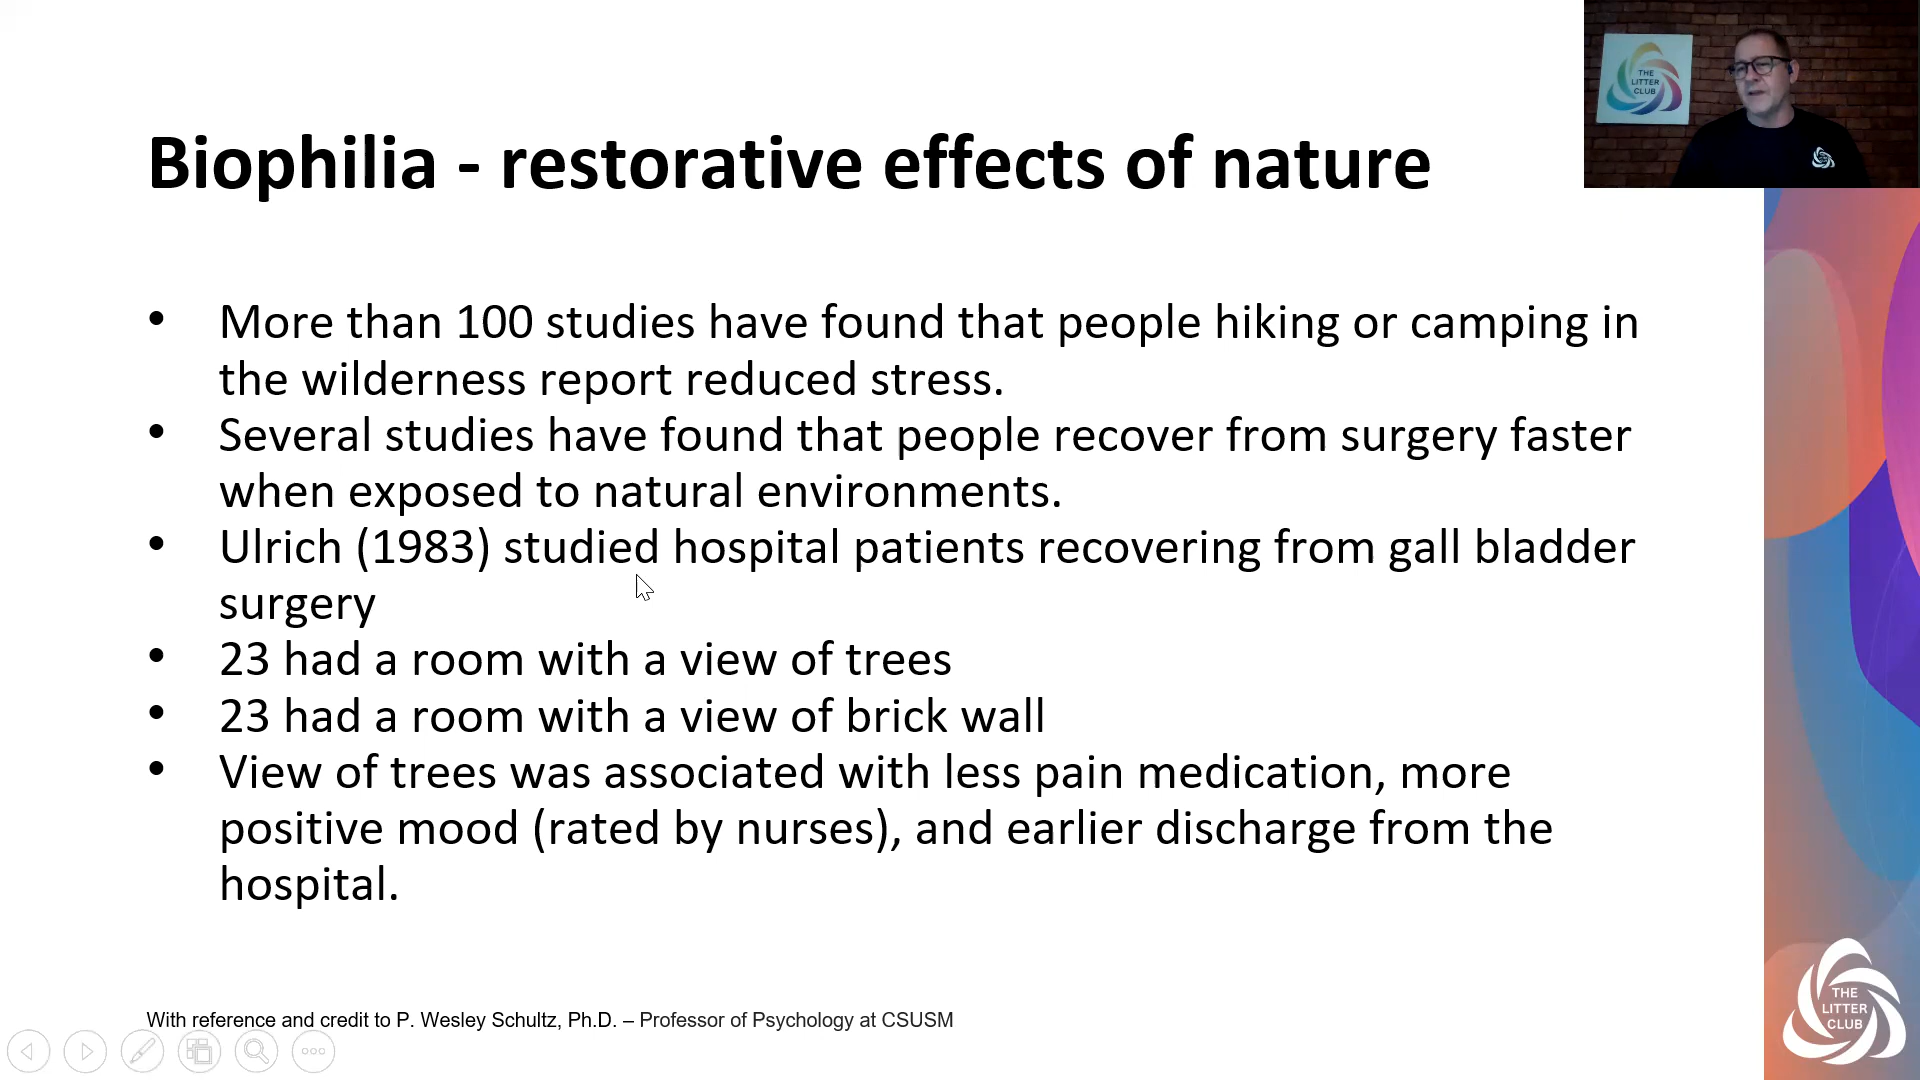 THE
LITTER
CLUB
Biophilia - restorative effects of nature
• More than 100 studies have found that people hiking or camping in
the wilderness report reduced stress.
• Several studies have found that people recover from surgery faster
when exposed to natural environments.
• Ulrich (1983) studied hospital patients recovering from gall bladder
surgery
• 23 had a room with a view of trees
• 23 had a room with a view of brick wall
• View of trees was associated with less pain medication, more
positive mood (rated by nurses), and earlier discharge from the
hospital.
With reference and credit to P. Wesley Schultz, Ph.D. – Professor of Psychology at CSUSM
THE
LITTER
CLUB